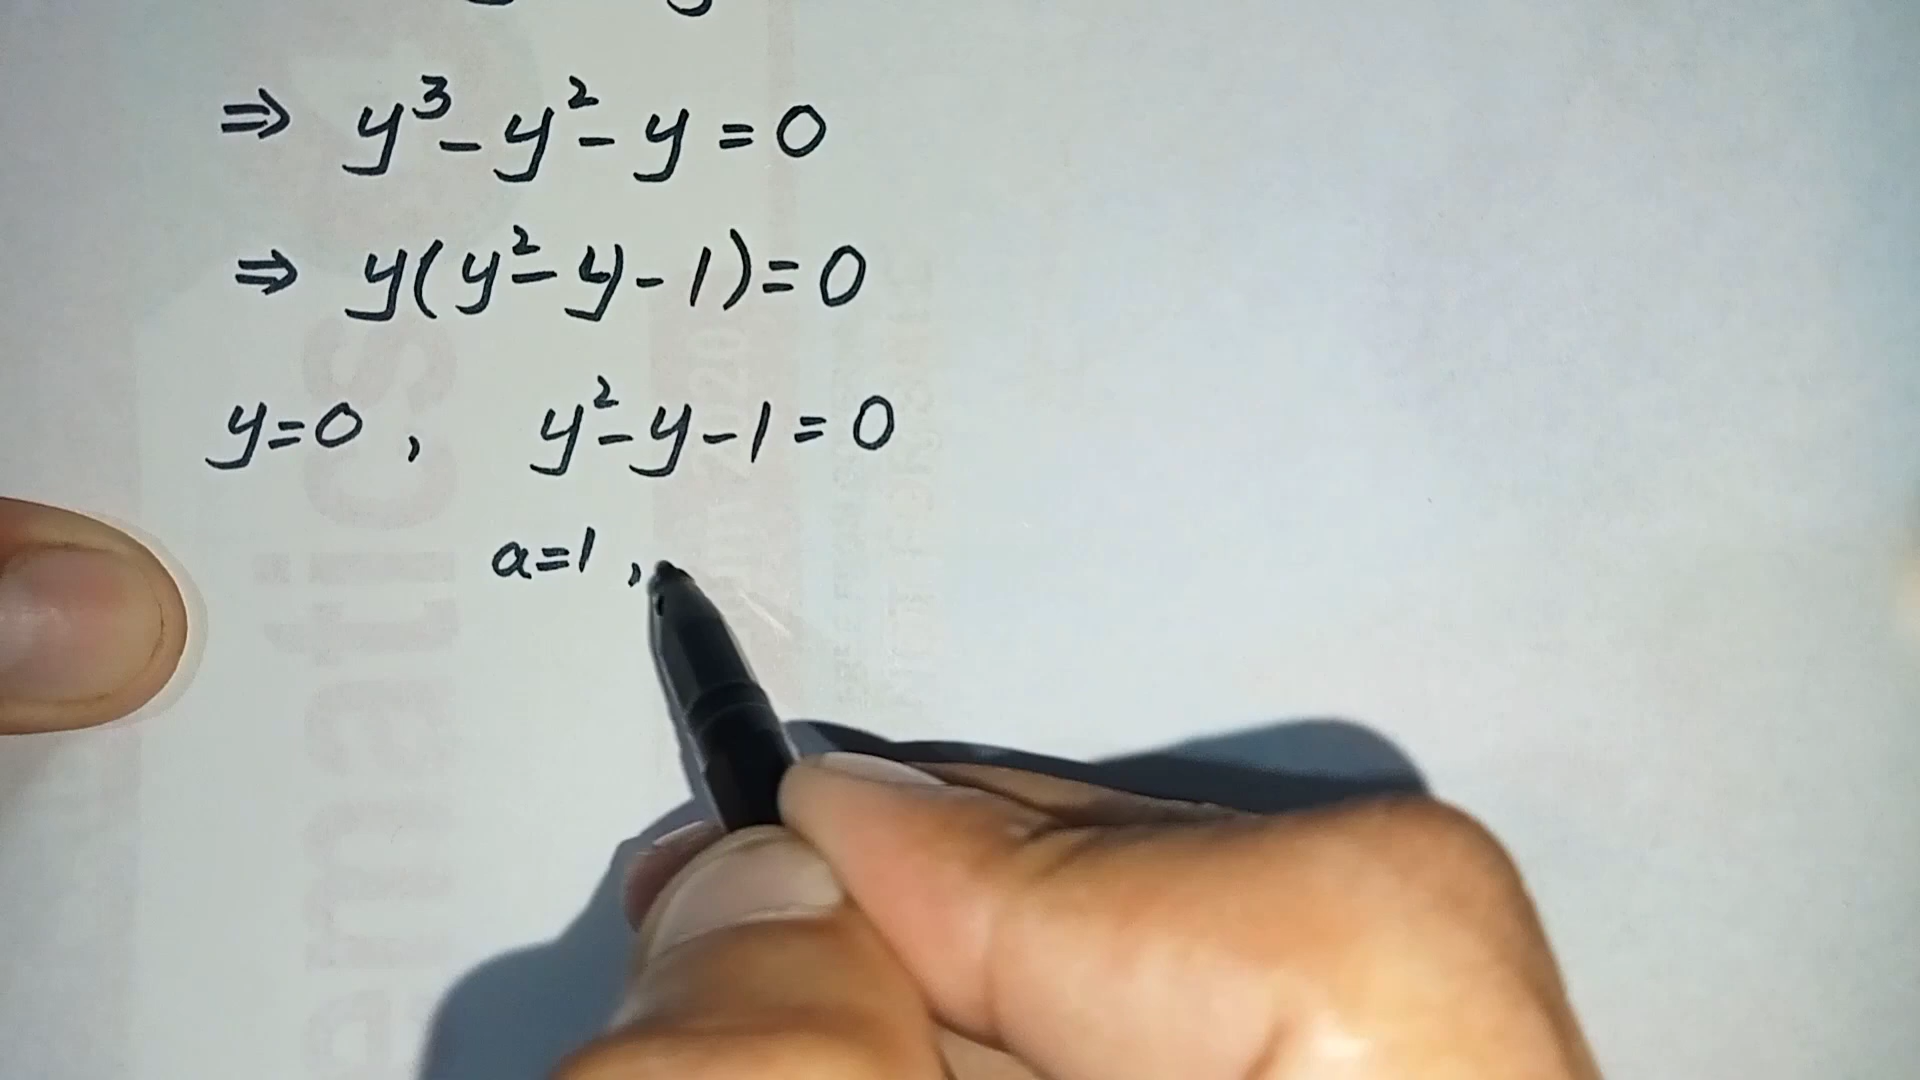 ⇒ y³ - y² - y = 0
⇒ y(y² - y - 1) = 0
y = 0 , y² - y - 1 = 0
a = 1 ,